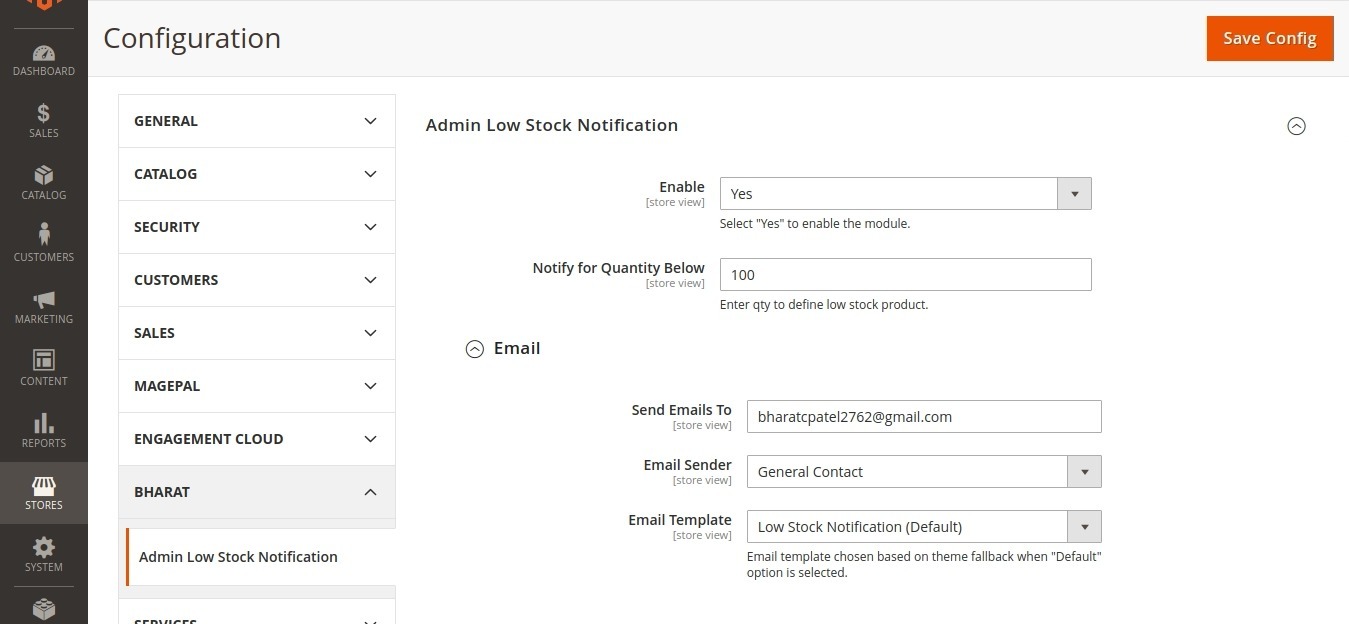 Configuration
Save Config
DASHBOARD
SALES
CATALOG
CUSTOMERS
MARKETING
CONTENT
REPORTS
STORES
SYSTEM
GENERAL
CATALOG
SECURITY
CUSTOMERS
SALES
MAGEPAL
ENGAGEMENT CLOUD
BHARAT
Admin Low Stock Notification
SERVICES
Admin Low Stock Notification
Enable
[store view]
Yes
Select "Yes" to enable the module.
Notify for Quantity Below
[store view]
100
Enter qty to define low stock product.
Email
Send Emails To
[store view]
bharatcpatel2762@gmail.com
Email Sender
[store view]
General Contact
Email Template
[store view]
Low Stock Notification (Default)
Email template chosen based on theme fallback when "Default"
option is selected.